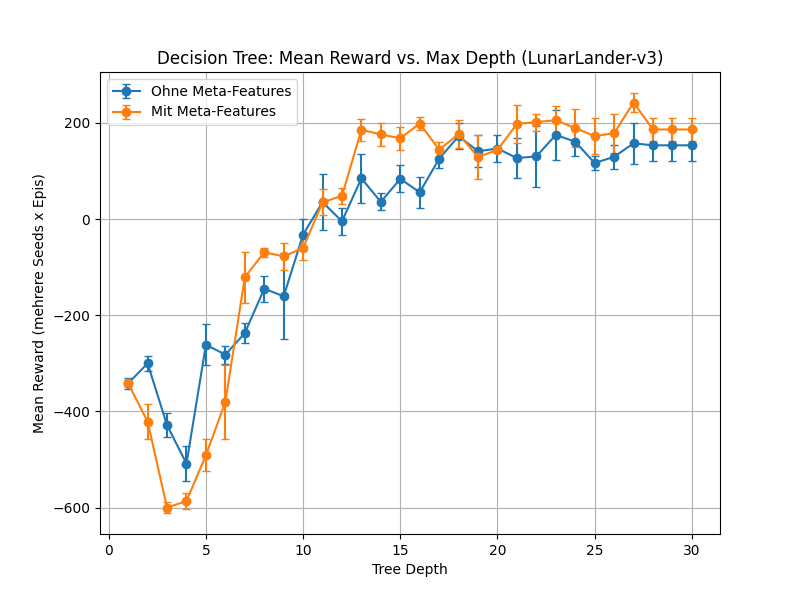 Decision Tree: Mean Reward vs. Max Depth (LunarLander-v3)
Ohne Meta-Features
Mit Meta-Features
Mean Reward (mehrere Seeds x Epis)
200
0
−200
−400
−600
0 5 10 15 20 25 30
Tree Depth